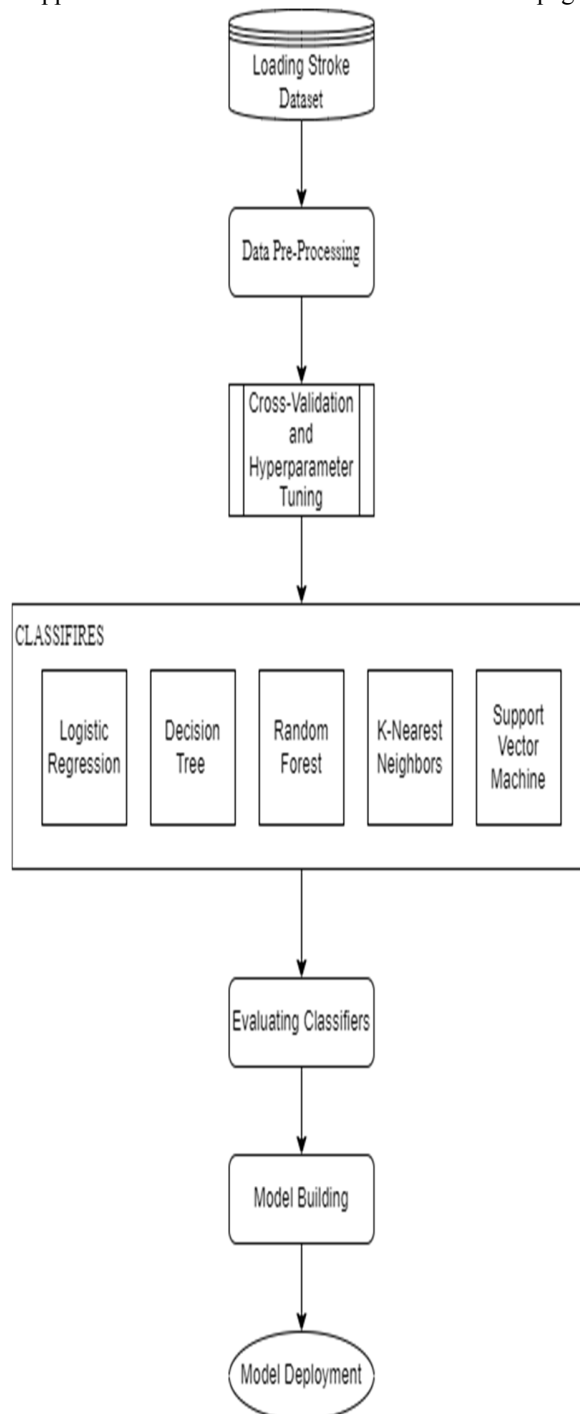 Loading Stroke
Dataset
Data Pre-Processing
Cross-Validation
and
Hyperparameter
Tuning
CLASSIFIRES
Logistic
Regression
Decision
Tree
Random
Forest
K-Nearest
Neighbors
Support
Vector
Machine
Evaluating Classifiers
Model Building
Model Deployment